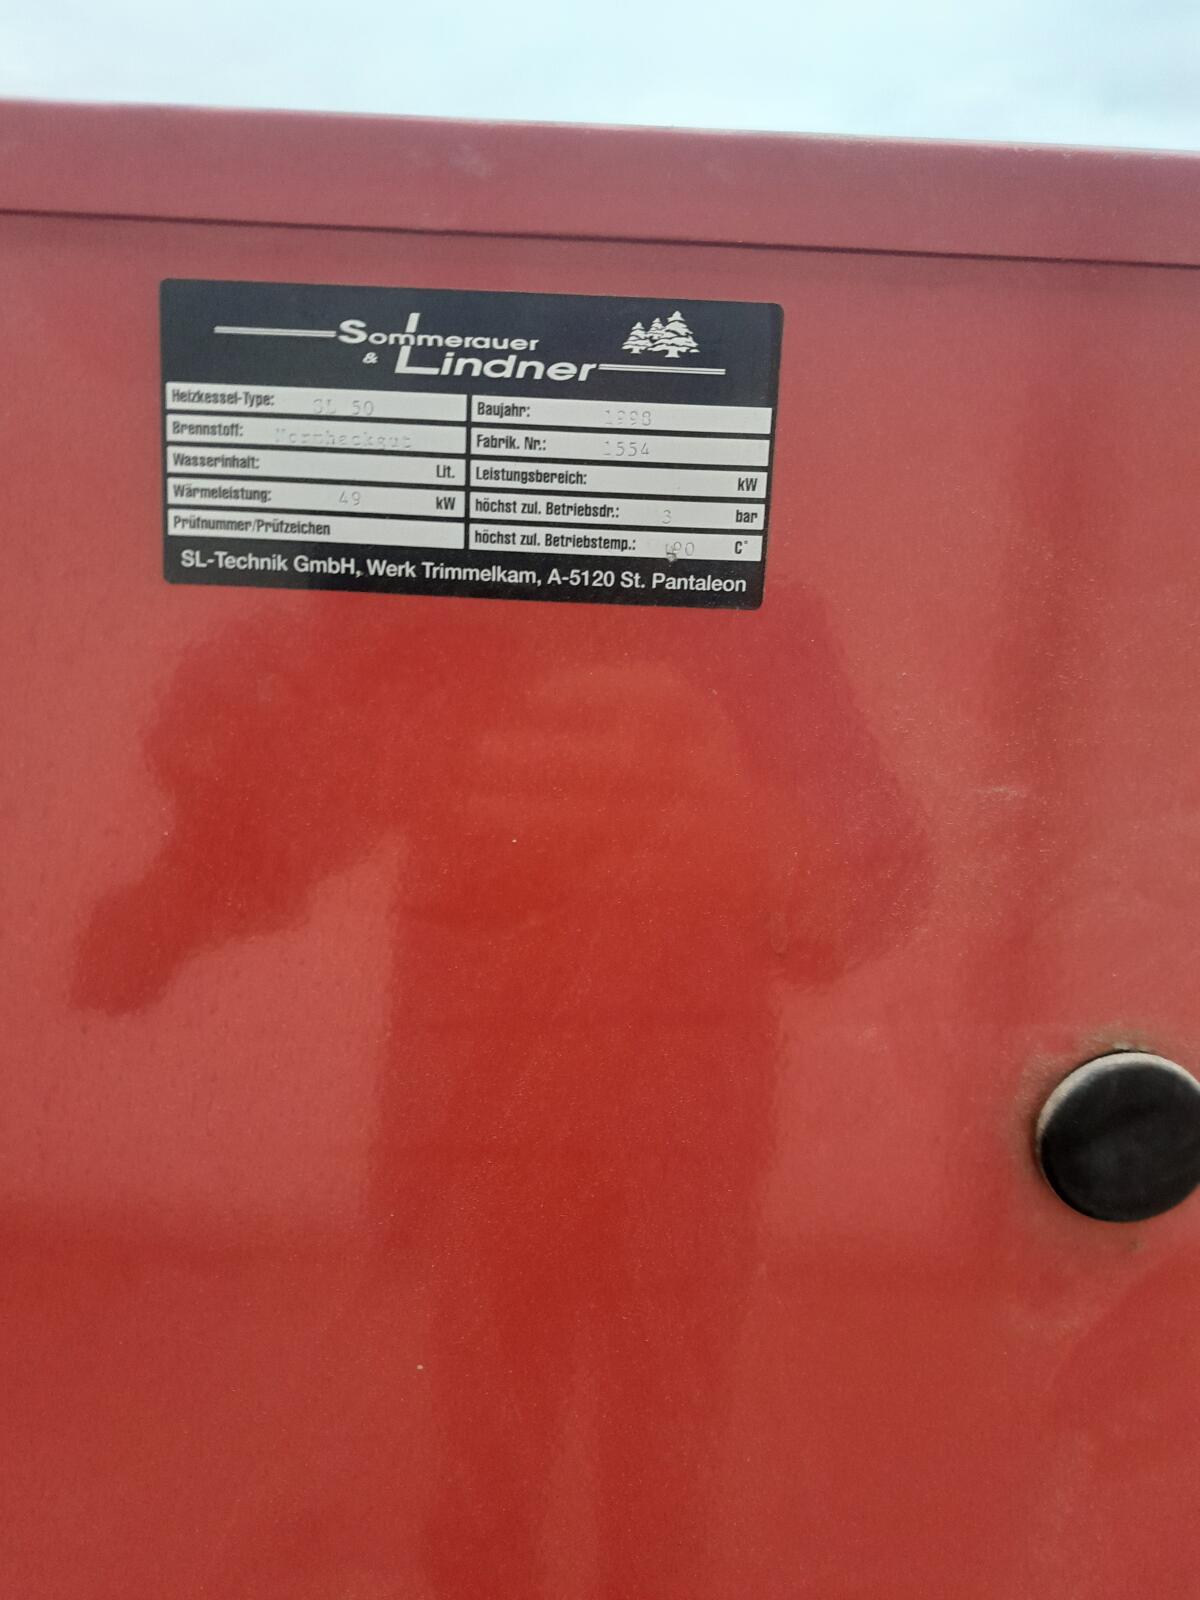 Sommerauer
& Lindner
Heizkessel-Type: SL 50
Baujahr: 1998
Brennstoff:
Fabrik. Nr.: 1554
Wasserinhalt: Lit.
Leistungsbereich: kW
Wärmeleistung: 49 kW
höchst zul. Betriebsdr.: 3 bar
Prüfnummer/Prüfzeichen
höchst zul. Betriebstemp.: C°
SL-Technik GmbH, Werk Trimmelkam, A-5120 St. Pantaleon